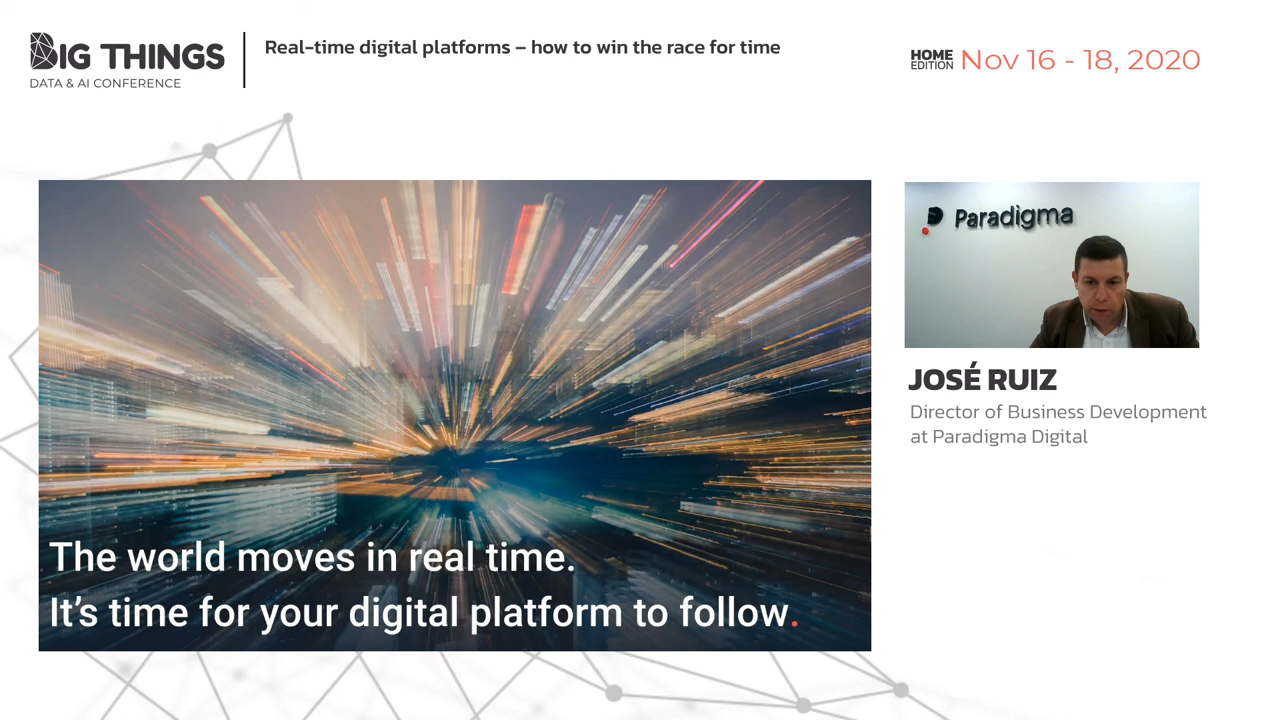 BIG THINGS
DATA & AI CONFERENCE
Real-time digital platforms – how to win the race for time
HOME
EDITION
Nov 16 - 18, 2020
Paradigma
JOSÉ RUIZ
Director of Business Development
at Paradigma Digital
The world moves in real time.
It’s time for your digital platform to follow.